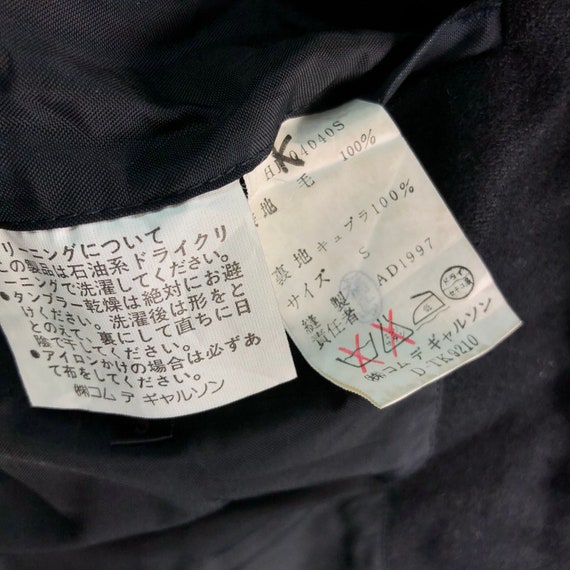 リーニングについて
この製品は石油系ドライクリ
ーニングで洗濯してください。
●タンブラー乾燥は絶対にお避
けください。洗濯後は形をと
とのえて、裏にして直ちに日
陰で干してください。
●アイロンかけの場合は必ずあ
て布をしてください。
㈱コム デ ギャルソン
04040S
地 毛 100%
裏地 キュプラ100%
サイズ S
縫製 AD1997
責任者
ドライ
㈱コム デ ギャルソン
D-TK9210